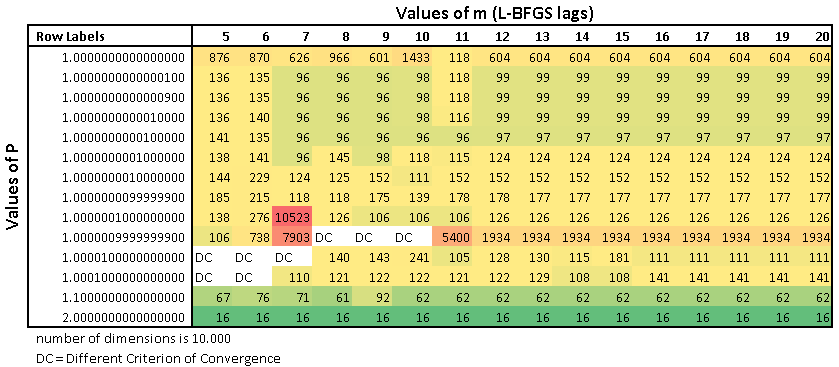 Values of m (L-BFGS lags)
Values of P
Row Labels 5 6 7 8 9 10 11 12 13 14 15 16 17 18 19 20
1.0000000000000000 876 870 626 966 601 1433 118 604 604 604 604 604 604 604 604 604
1.0000000000000100 136 135 96 96 96 98 118 99 99 99 99 99 99 99 99 99
1.0000000000000900 136 135 96 96 96 98 118 99 99 99 99 99 99 99 99 99
1.0000000000010000 136 140 96 96 96 98 116 99 99 99 99 99 99 99 99 99
1.0000000000100000 141 135 96 96 96 96 96 97 97 97 97 97 97 97 97 97
1.0000000001000000 138 141 96 145 98 118 115 124 124 124 124 124 124 124 124 124
1.0000000010000000 144 229 124 125 152 111 152 152 152 152 152 152 152 152 152 152
1.0000000099999900 185 215 118 118 175 139 178 178 177 177 177 177 177 177 177 177
1.0000001000000000 138 276 10523 126 106 106 106 126 126 126 126 126 126 126 126 126
1.0000009999999900 106 738 7903 DC DC DC 5400 1934 1934 1934 1934 1934 1934 1934 1934 1934
1.0000100000000000 DC DC DC 140 143 241 105 128 130 115 181 111 111 111 111 111
1.0001000000000000 DC DC 110 121 122 122 121 122 129 108 108 141 141 141 141 141
1.1000000000000000 67 76 71 61 92 62 62 62 62 62 62 62 62 62 62 62
2.0000000000000000 16 16 16 16 16 16 16 16 16 16 16 16 16 16 16 16
number of dimensions is 10.000
DC = Different Criterion of Convergence